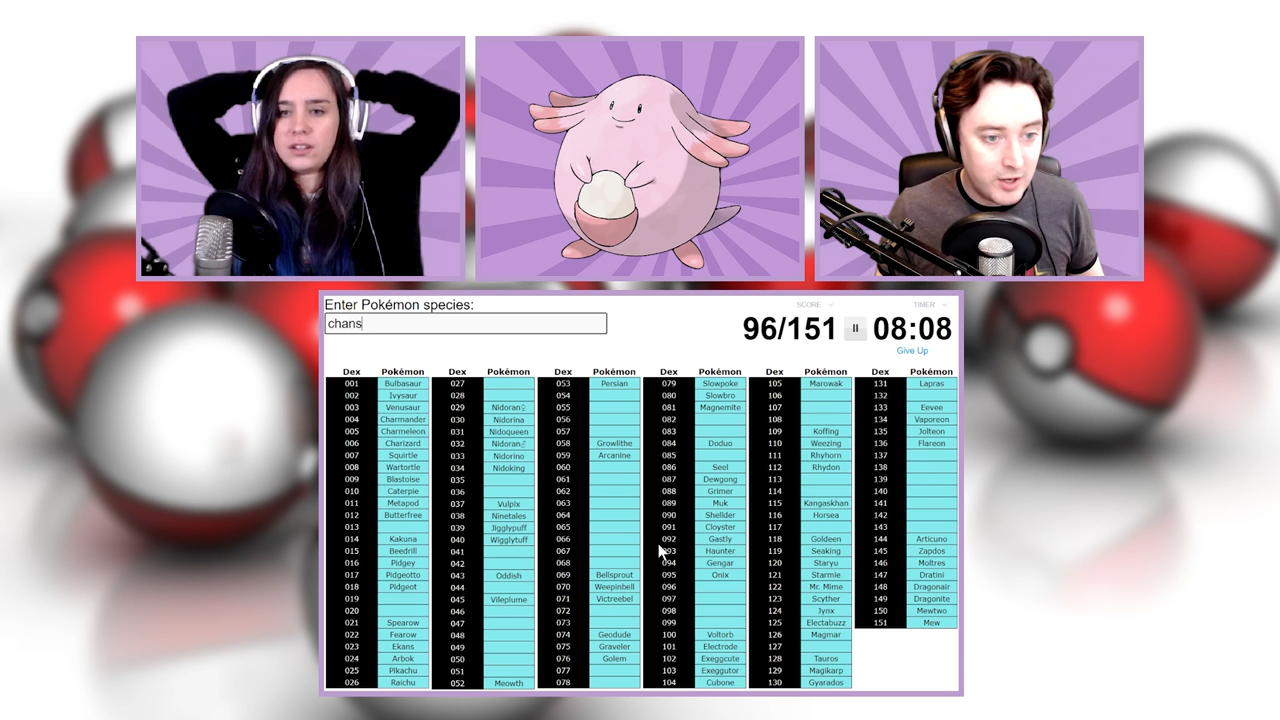 Enter Pokémon species:
SCORE TIMER
chans
96/151 08:08
Give Up
Dex Pokémon Dex Pokémon Dex Pokémon Dex Pokémon Dex Pokémon Dex Pokémon
001 Bulbasaur 027 053 Persian 079 Slowpoke 105 Marowak 131 Lapras
002 Ivysaur 028 054 080 Slowbro 106 132
003 Venusaur 029 Nidoran♀ 055 081 Magnemite 107 133 Eevee
004 Charmander 030 Nidorina 056 082 108 134 Vaporeon
005 Charmeleon 031 Nidoqueen 057 083 109 Koffing 135 Jolteon
006 Charizard 032 Nidoran♂ 058 Growlithe 084 Doduo 110 Weezing 136 Flareon
007 Squirtle 033 Nidorino 059 Arcanine 085 111 Rhyhorn 137
008 Wartortle 034 Nidoking 060 086 Seel 112 Rhydon 138
009 Blastoise 035 061 087 Dewgong 113 139
010 Caterpie 036 062 088 Grimer 114 140
011 Metapod 037 Vulpix 063 089 Muk 115 Kangaskhan 141
012 Butterfree 038 Ninetales 064 090 Shellder 116 Horsea 142
013 039 Jigglypuff 065 091 Cloyster 117 143
014 Kakuna 040 Wigglytuff 066 092 Gastly 118 Goldeen 144 Articuno
015 Beedrill 041 067 093 Haunter 119 Seaking 145 Zapdos
016 Pidgey 042 068 094 Gengar 120 Staryu 146 Moltres
017 Pidgeotto 043 Oddish 069 Bellsprout 095 Onix 121 Starmie 147 Dratini
018 Pidgeot 044 070 Weepinbell 096 122 Mr. Mime 148 Dragonair
019 045 Vileplume 071 Victreebel 097 123 Scyther 149 Dragonite
020 046 072 098 124 Jynx 150 Mewtwo
021 Spearow 047 073 099 125 Electabuzz 151 Mew
022 Fearow 048 074 Geodude 100 Voltorb 126 Magmar
023 Ekans 049 075 Graveler 101 Electrode 127
024 Arbok 050 076 Golem 102 Exeggcute 128 Tauros
025 Pikachu 051 077 103 Exeggutor 129 Magikarp
026 Raichu 052 Meowth 078 104 Cubone 130 Gyarados